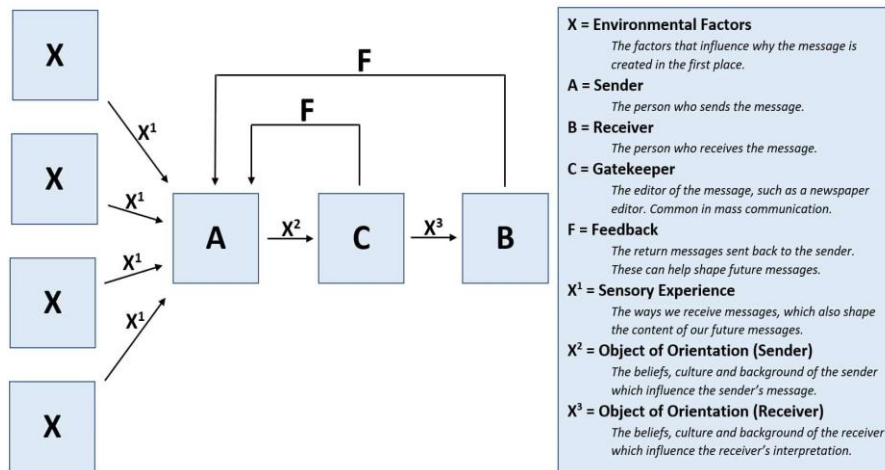 X
X
X
X
X¹
X¹
X¹
X¹
F
F
A
X²
C
X³
B
X = Environmental Factors
The factors that influence why the message is
created in the first place.
A = Sender
The person who sends the message.
B = Receiver
The person who receives the message.
C = Gatekeeper
The editor of the message, such as a newspaper
editor. Common in mass communication.
F = Feedback
The return messages sent back to the sender.
These can help shape future messages.
X¹ = Sensory Experience
The ways we receive messages, which also shape
the content of our future messages.
X² = Object of Orientation (Sender)
The beliefs, culture and background of the sender
which influence the sender's message.
X³ = Object of Orientation (Receiver)
The beliefs, culture and background of the receiver
which influence the receiver's interpretation.